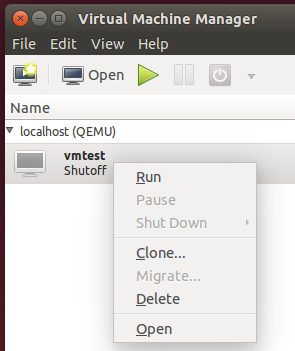 Virtual Machine Manager
File Edit View Help
Open
Name
localhost (QEMU)
vmtest
Shutoff
Run
Pause
Shut Down
Clone...
Migrate...
Delete
Open